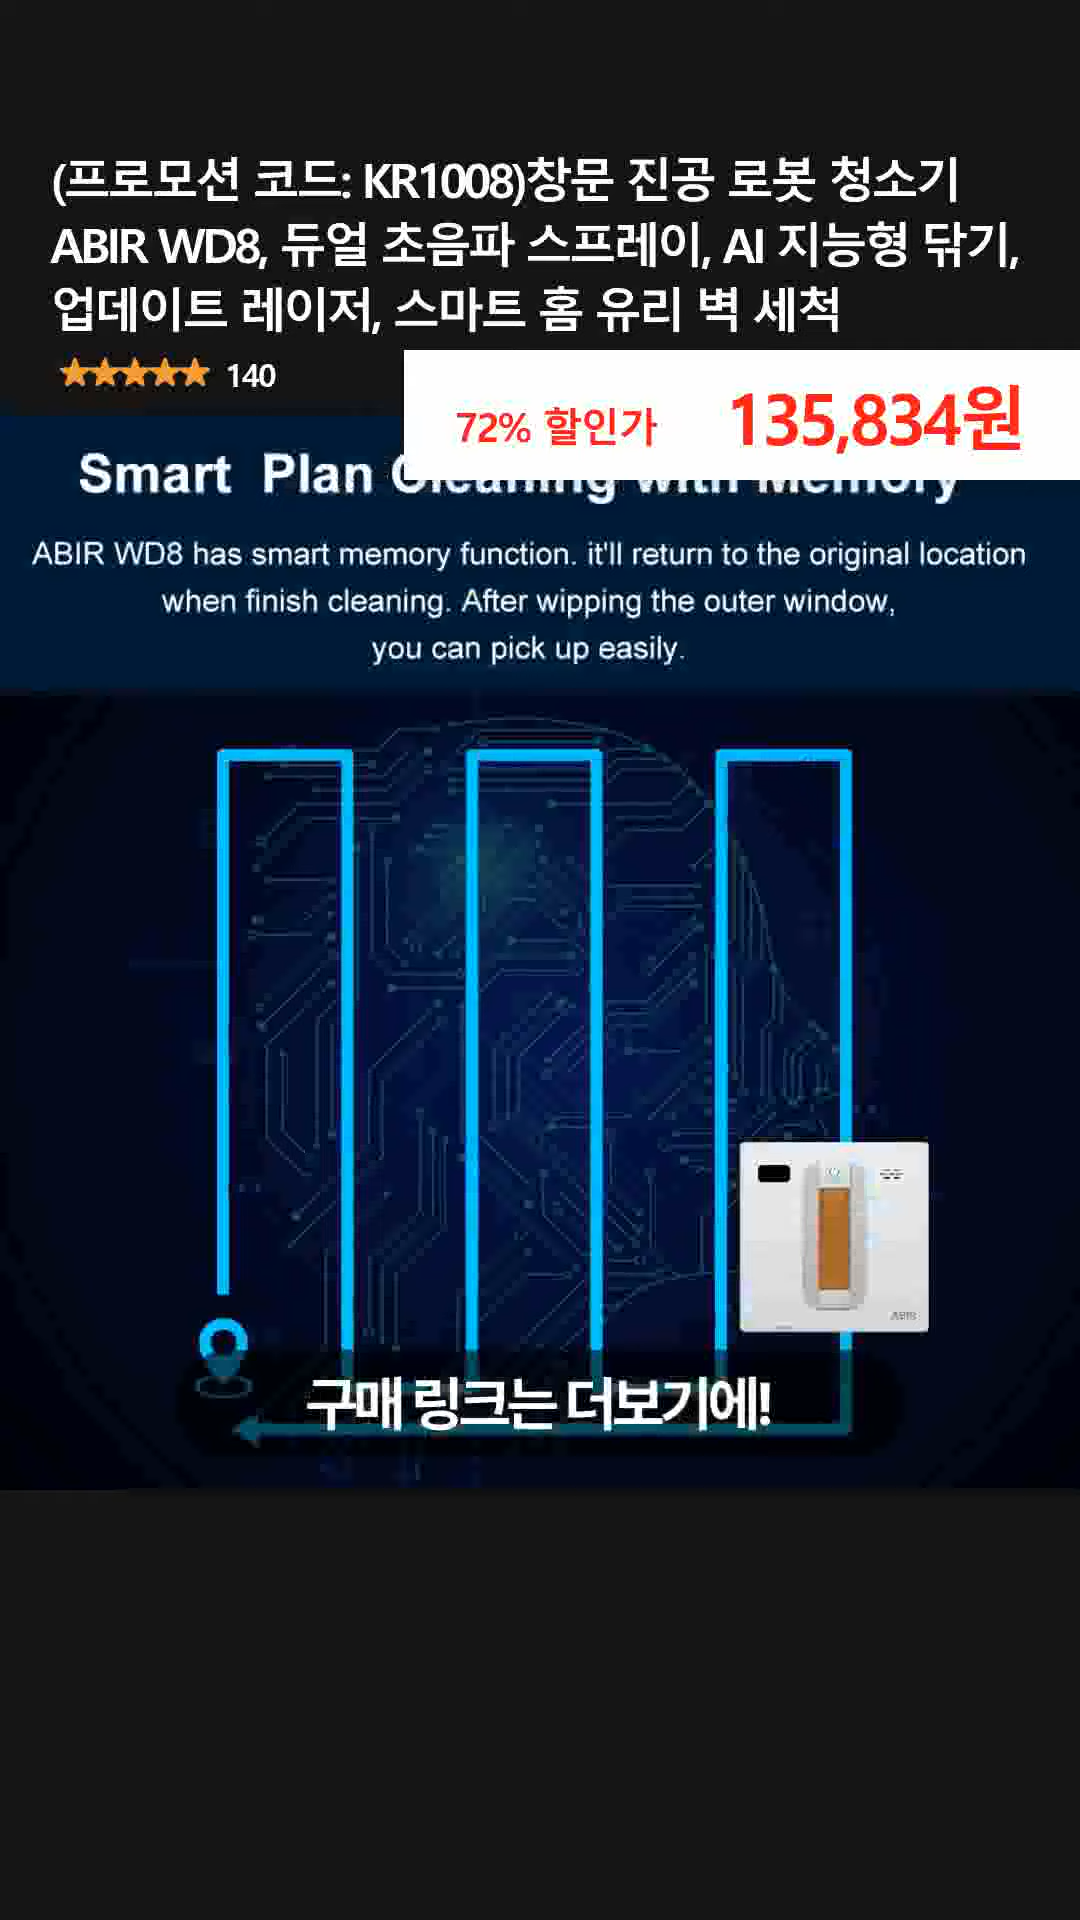 (프로모션 코드: KR1008)창문 진공 로봇 청소기
ABIR WD8, 듀얼 초음파 스프레이, AI 지능형 닦기,
업데이트 레이저, 스마트 홈 유리 벽 세척
140
72% 할인가 135,834원
Smart Plan Cleaning with Memory
ABIR WD8 has smart memory function. it'll return to the original location
when finish cleaning. After wipping the outer window,
you can pick up easily.
ABIR
구매 링크는 더보기에!